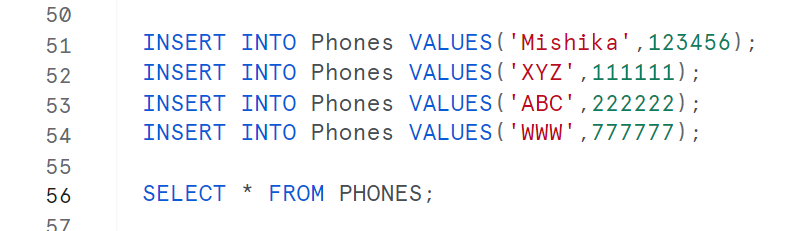 50
51 INSERT INTO Phones VALUES('Mishika',123456);
52 INSERT INTO Phones VALUES('XYZ',111111);
53 INSERT INTO Phones VALUES('ABC',222222);
54 INSERT INTO Phones VALUES('WWW',777777);
55
56 SELECT * FROM PHONES;
57